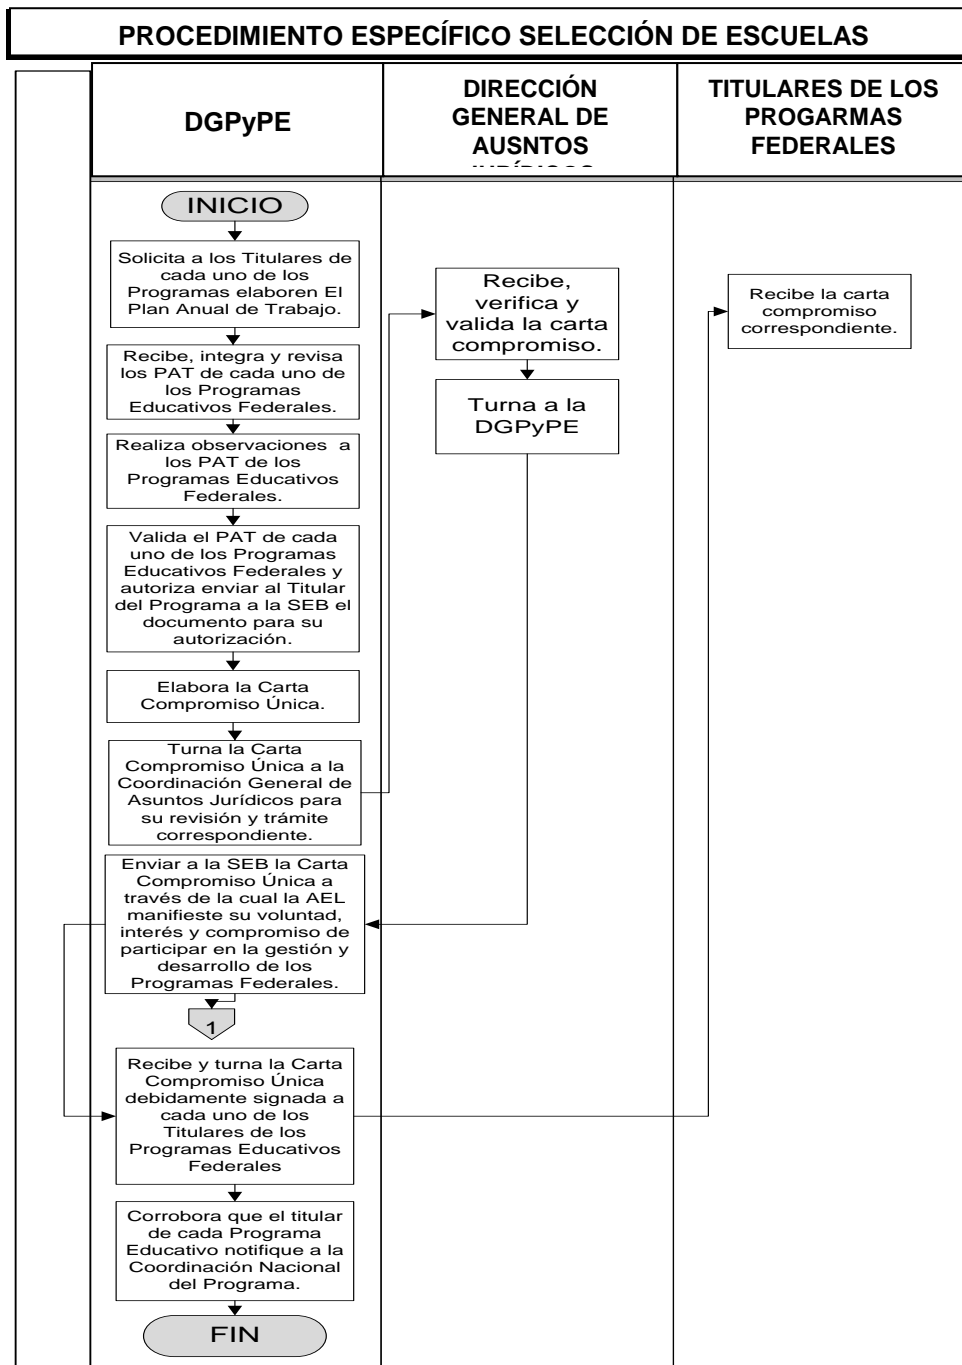 PROCEDIMIENTO ESPECÍFICO SELECCIÓN DE ESCUELAS
DGPyPE
DIRECCIÓN
GENERAL DE
AUSNTOS
TITULARES DE LOS
PROGARMAS
FEDERALES
INICIO
Solicita a los Titulares de
cada uno de los
Programas elaboren El
Plan Anual de Trabajo.
Recibe, integra y revisa
los PAT de cada uno de
los Programas
Educativos Federales.
Realiza observaciones a
los PAT de los
Programas Educativos
Federales.
Valida el PAT de cada
uno de los Programas
Educativos Federales y
autoriza enviar al Titular
del Programa a la SEB el
documento para su
autorización.
Elabora la Carta
Compromiso Única.
Turna la Carta
Compromiso Única a la
Coordinación General de
Asuntos Jurídicos para
su revisión y trámite
correspondiente.
Enviar a la SEB la Carta
Compromiso Única a
través de la cual la AEL
manifieste su voluntad,
interés y compromiso de
participar en la gestión y
desarrollo de los
Programas Federales.
1
Recibe y turna la Carta
Compromiso Única
debidamente signada a
cada uno de los
Titulares de los
Programas Educativos
Federales
Corrobora que el titular
de cada Programa
Educativo notifique a la
Coordinación Nacional
del Programa.
FIN
Recibe,
verifica y
valida la carta
compromiso.
Turna a la
DGPyPE
Recibe la carta
compromiso
correspondiente.